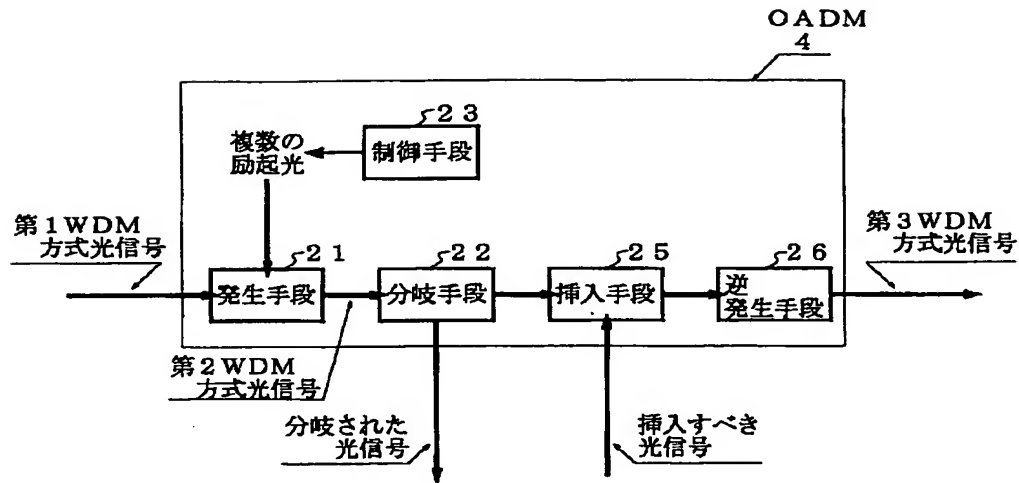 OADM
4
23
複数の
励起光
制御手段
第1WDM
方式光信号
第3WDM
方式光信号
21
22
25
26
発生手段
分岐手段
挿入手段
逆
発生手段
第2WDM
方式光信号
分岐された
光信号
挿入すべき
光信号